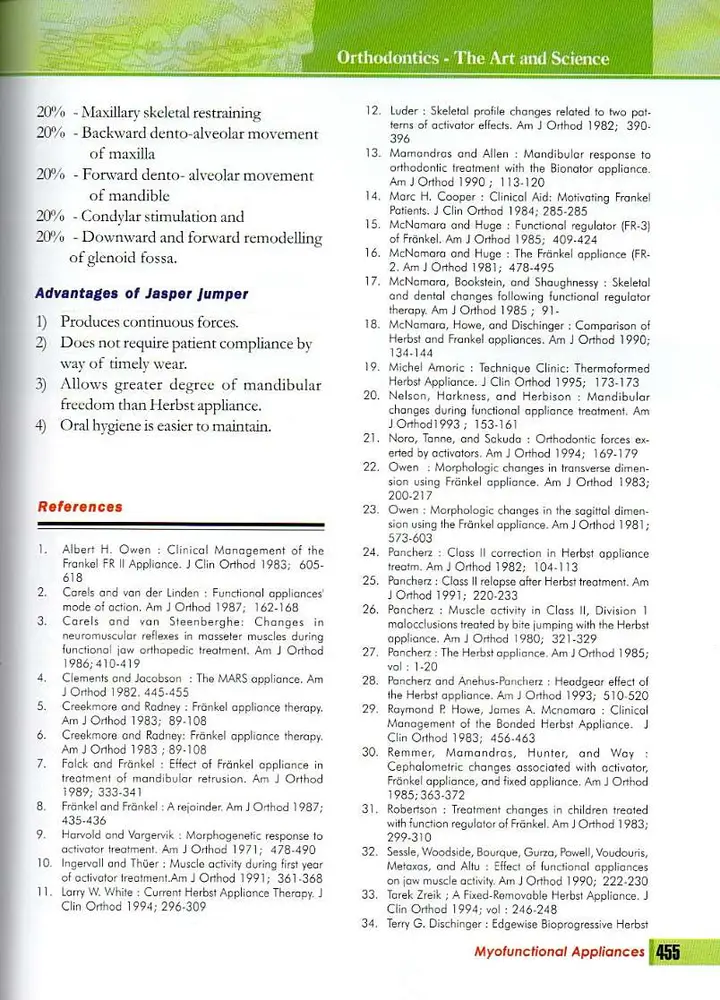 Orthodontics - The Art and Science
20% - Maxillary skeletal restraining
20% - Backward dento-alveolar movement
of maxilla
20% - Forward dento- alveolar movement
of mandible
20% - Condylar stimulation and
20% - Downward and forward remodelling
of glenoid fossa.
Advantages of Jasper Jumper
1) Produces continuous forces.
2) Does not require patient compliance by
way of timely wear.
3) Allows greater degree of mandibular
freedom than Herbst appliance.
4) Oral hygiene is easier to maintain.
References
1. Albert H. Owen : Clinical Management of the
Frankel FR II Appliance. J Clin Orthod 1983; 605-
618
2. Carels and van der Linden : Functional appliances'
mode of action. Am J Orthod 1987; 162-168
3. Carels and van Steenberghe: Changes in
neuromuscular reflexes in masseter muscles during
functional jaw orthopedic treatment. Am J Orthod
1986; 410-419
4. Clements and Jacobson : The MARS appliance. Am
J Orthod 1982. 445-455
5. Creekmore and Radney : Fränkel appliance therapy.
Am J Orthod 1983; 89-108
6. Creekmore and Radney: Fränkel appliance therapy.
Am J Orthod 1983 ; 89-108
7. Falck and Fränkel : Effect of Fränkel appliance in
treatment of mandibular retrusion. Am J Orthod
1989; 333-341
8. Fränkel and Fränkel : A rejoinder. Am J Orthod 1987;
435-436
9. Harvold and Vargervik : Morphogenetic response to
activator treatment. Am J Orthod 1971; 478-490
10. Ingervall and Thüer : Muscle activity during first year
of activator treatment.Am J Orthod 1991; 361-368
11. Larry W. White : Current Herbst Appliance Therapy. J
Clin Orthod 1994; 296-309
12. Luder : Skeletal profile changes related to two pat-
terns of activator effects. Am J Orthod 1982; 390-
396
13. Mamandras and Allen : Mandibular response to
orthodontic treatment with the Bionator appliance.
Am J Orthod 1990 ; 113-120
14. Marc H. Cooper : Clinical Aid: Motivating Frankel
Patients. J Clin Orthod 1984; 285-285
15. McNamara and Huge : Functional regulator (FR-3)
of Fränkel. Am J Orthod 1985; 409-424
16. McNamara and Huge : The Fränkel appliance (FR-
2. Am J Orthod 1981; 478-495
17. McNamara, Bookstein, and Shaughnessy : Skeletal
and dental changes following functional regulator
therapy. Am J Orthod 1985 ; 91-
18. McNamara, Howe, and Dischinger : Comparison of
Herbst and Frankel appliances. Am J Orthod 1990;
134-144
19. Michel Amoric : Technique Clinic: Thermoformed
Herbst Appliance. J Clin Orthod 1995; 173-173
20. Nelson, Harkness, and Herbison : Mandibular
changes during functional appliance treatment. Am
J Orthod1993 ; 153-161
21. Noro, Tanne, and Sakuda : Orthodontic forces ex-
erted by activators. Am J Orthod 1994; 169-179
22. Owen : Morphologic changes in transverse dimen-
sion using Fränkel appliance. Am J Orthod 1983;
200-217
23. Owen : Morphologic changes in the sagittal dimen-
sion using the Fränkel appliance. Am J Orthod 1981;
573-603
24. Pancherz : Class II correction in Herbst appliance
treatm. Am J Orthod 1982; 104-113
25. Pancherz : Class II relapse after Herbst treatment. Am
J Orthod 1991; 220-233
26. Pancherz : Muscle activity in Class II, Division 1
malocclusions treated by bite jumping with the Herbst
appliance. Am J Orthod 1980; 321-329
27. Pancherz : The Herbst appliance. Am J Orthod 1985;
vol : 1-20
28. Pancherz and Anehus-Pancherz : Headgear effect of
the Herbst appliance. Am J Orthod 1993; 510-520
29. Raymond P. Howe, James A. Mcnamara : Clinical
Management of the Bonded Herbst Appliance. J
Clin Orthod 1983; 456-463
30. Remmer, Mamandras, Hunter, and Way :
Cephalometric changes associated with activator,
Fränkel appliance, and fixed appliance. Am J Orthod
1985; 363-372
31. Robertson : Treatment changes in children treated
with function regulator of Fränkel. Am J Orthod 1983;
299-310
32. Sessle, Woodside, Bourque, Gurza, Powell, Voudouris,
Metaxas, and Altu : Effect of functional appliances
on jaw muscle activity. Am J Orthod 1990; 222-230
33. Tarek Zreik ; A Fixed-Removable Herbst Appliance. J
Clin Orthod 1994; vol : 246-248
34. Terry G. Dischinger : Edgewise Bioprogressive Herbst
Myofunctional Appliances 455